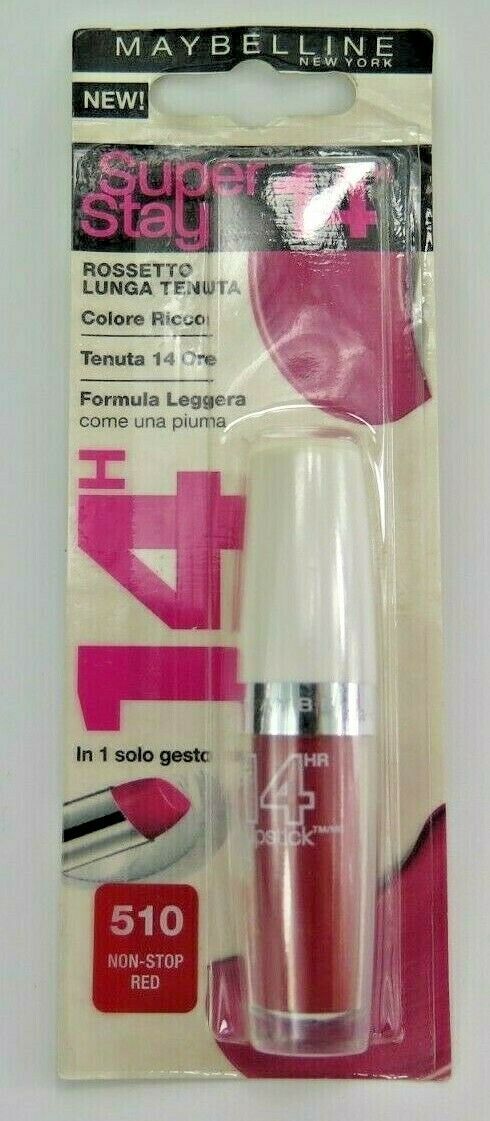 MAYBELLINE
NEW YORK
NEW!
Super
Stay 14
ROSSETTO
LUNGA TENUTA
Colore Ricco
Tenuta 14 Ore
Formula Leggera
come una piuma
14H
In 1 solo gesto
14HR
510
NON-STOP
RED